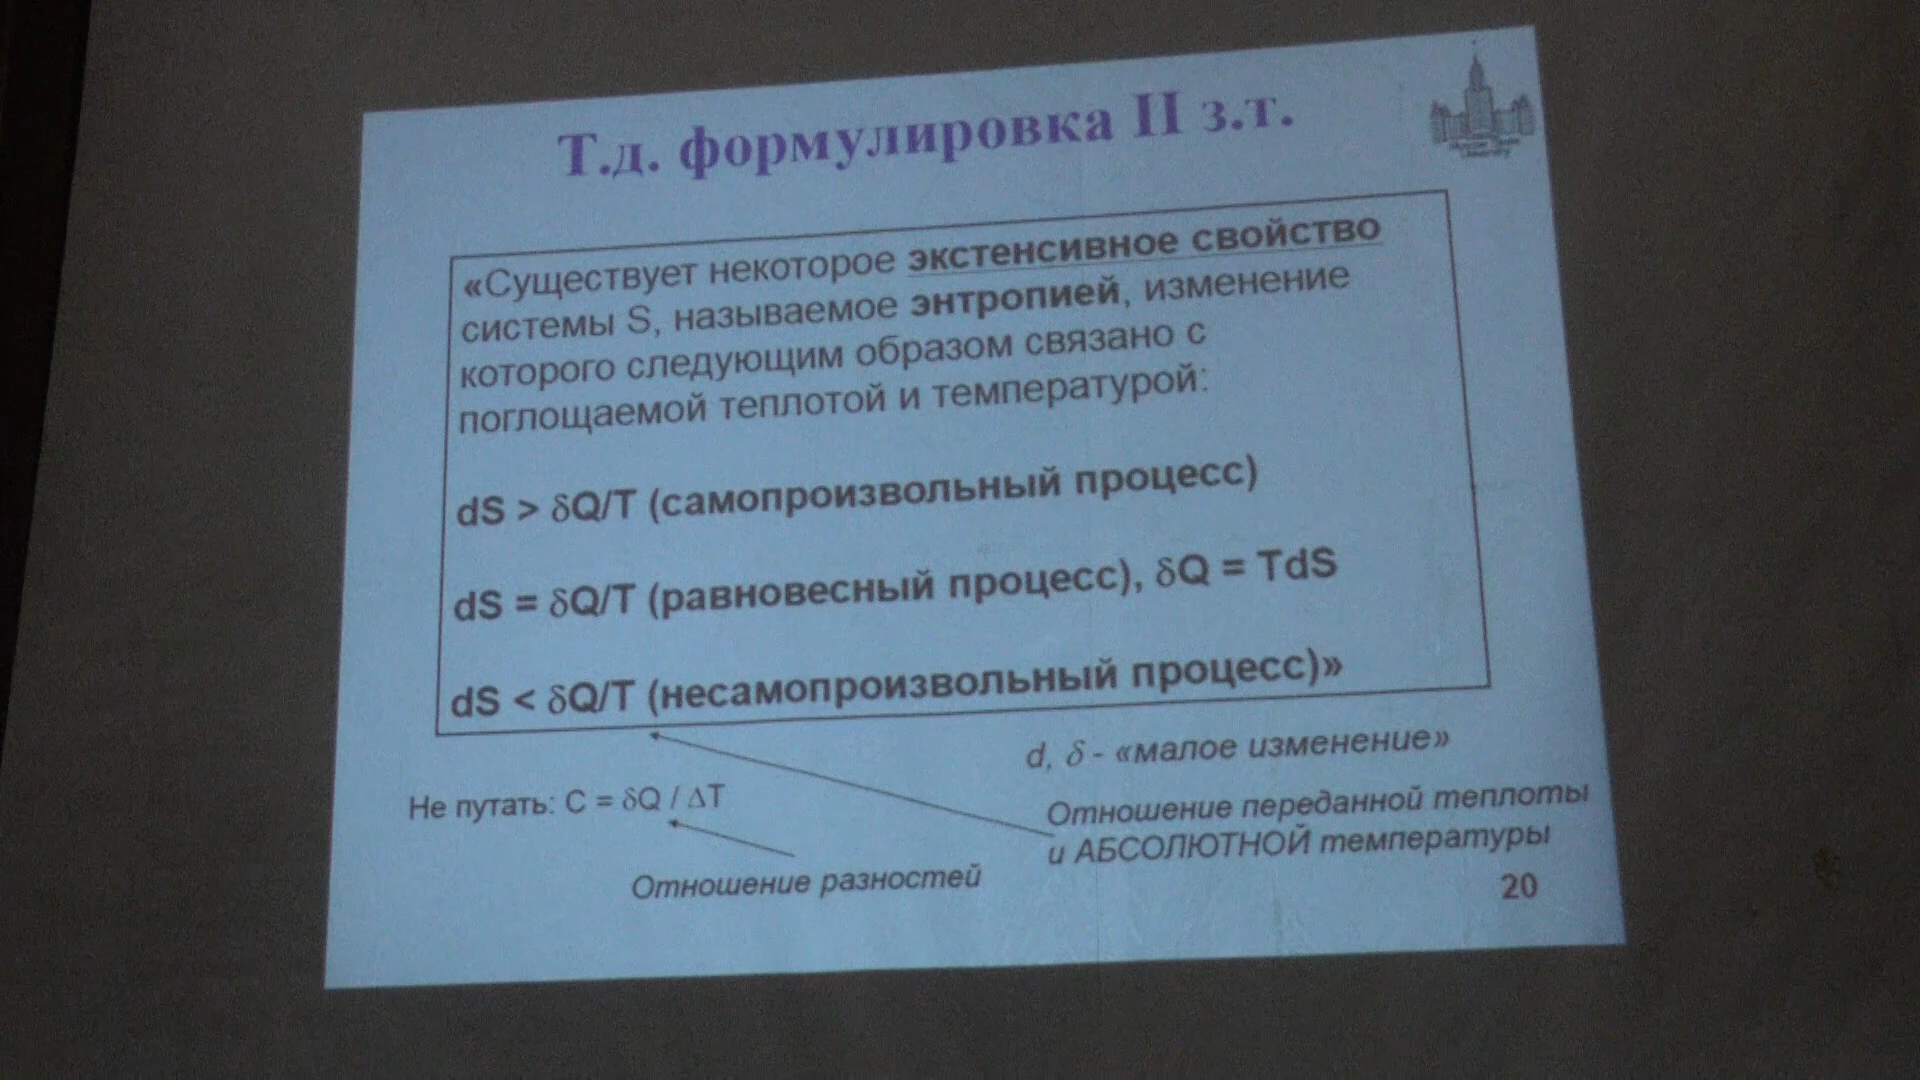 Т.д. формулировка II з.т.
«Существует некоторое экстенсивное свойство
системы S, называемое энтропией, изменение
которого следующим образом связано с
поглощаемой теплотой и температурой:
dS > δQ/T (самопроизвольный процесс)
dS = δQ/T (равновесный процесс), δQ = TdS
dS < δQ/T (несамопроизвольный процесс)»
d, δ - «малое изменение»
Не путать: C = δQ / ΔT
Отношение переданной теплоты
и АБСОЛЮТНОЙ температуры
Отношение разностей
20